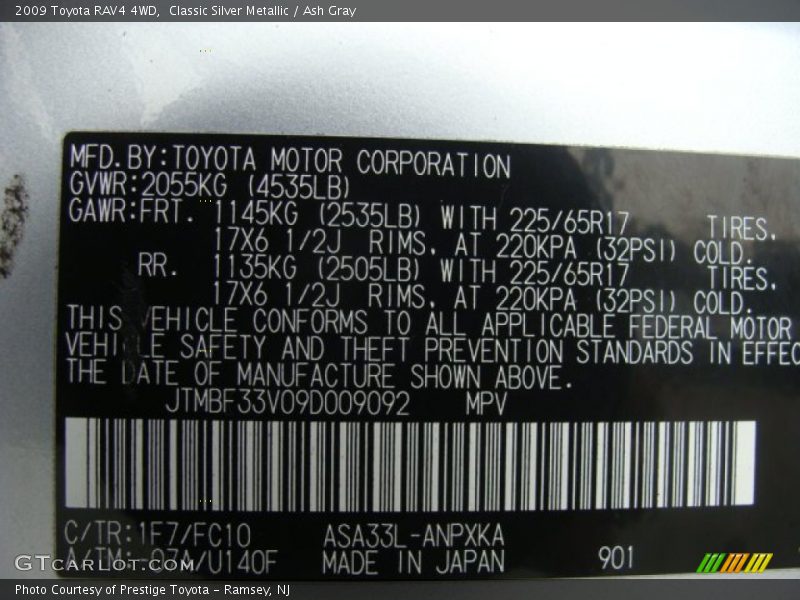 2009 Toyota RAV4 4WD,  Classic Silver Metallic / Ash Gray
MFD.BY:TOYOTA MOTOR CORPORATION
GVWR:2055KG (4535LB)
GAWR:FRT. 1145KG (2535LB) WITH 225/65R17 TIRES,
17X6 1/2J RIMS, AT 220KPA (32PSI) COLD.
RR. 1135KG (2505LB) WITH 225/65R17 TIRES,
17X6 1/2J RIMS, AT 220KPA (32PSI) COLD.
THIS VEHICLE CONFORMS TO ALL APPLICABLE FEDERAL MOTOR
VEHICLE SAFETY AND THEFT PREVENTION STANDARDS IN EFFEC
THE DATE OF MANUFACTURE SHOWN ABOVE.
JTMBF33V09D009092 MPV
C/TR:1F7/FC10 ASA33L-ANPXKA
A/TM: 07A/U140F MADE IN JAPAN 901
GTcarlot.com
Photo Courtesy of Prestige Toyota - Ramsey, NJ